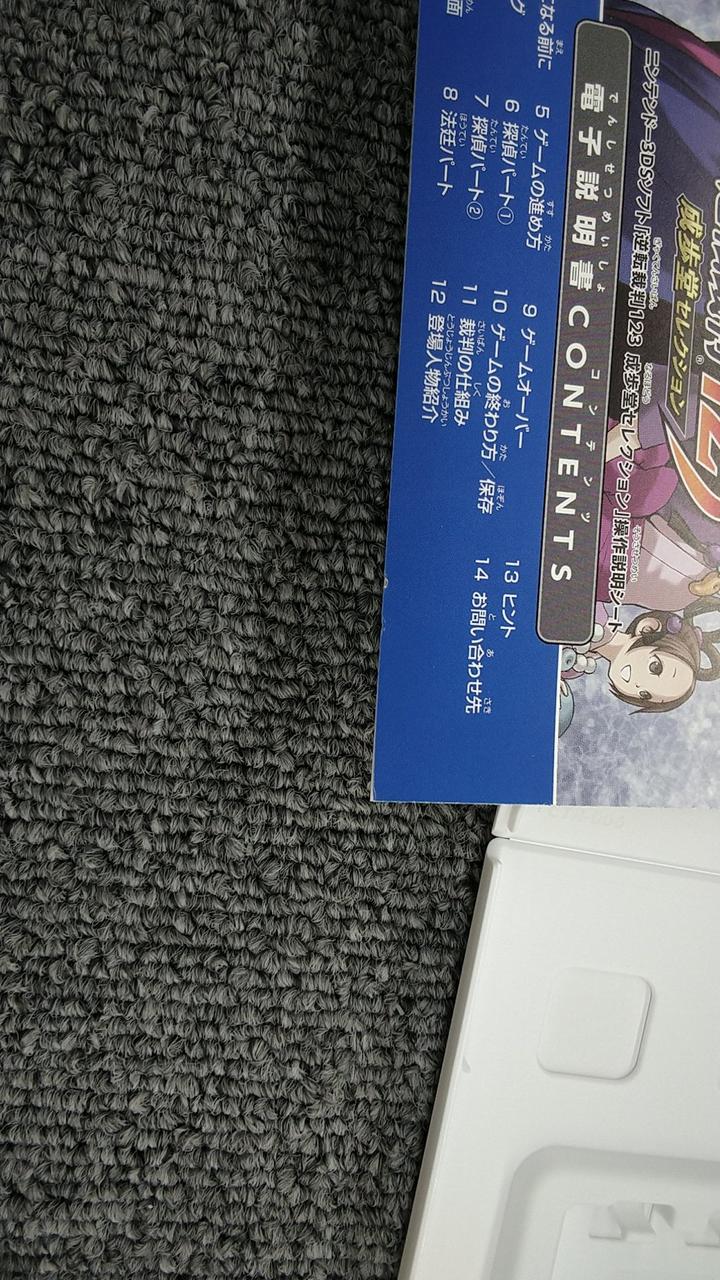 成歩堂セレクション
ニンテンドー3DSソフト「逆転裁判123 成歩堂セレクション」操作説明シート
電子説明書 CONTENTS
なる前に
5 ゲームの進め方
6 探偵パート①
7 探偵パート②
8 法廷パート
9 ゲームオーバー
10 ゲームの終わり方／保存
11 裁判の仕組み
12 登場人物紹介
13 ヒント
14 お問い合わせ先